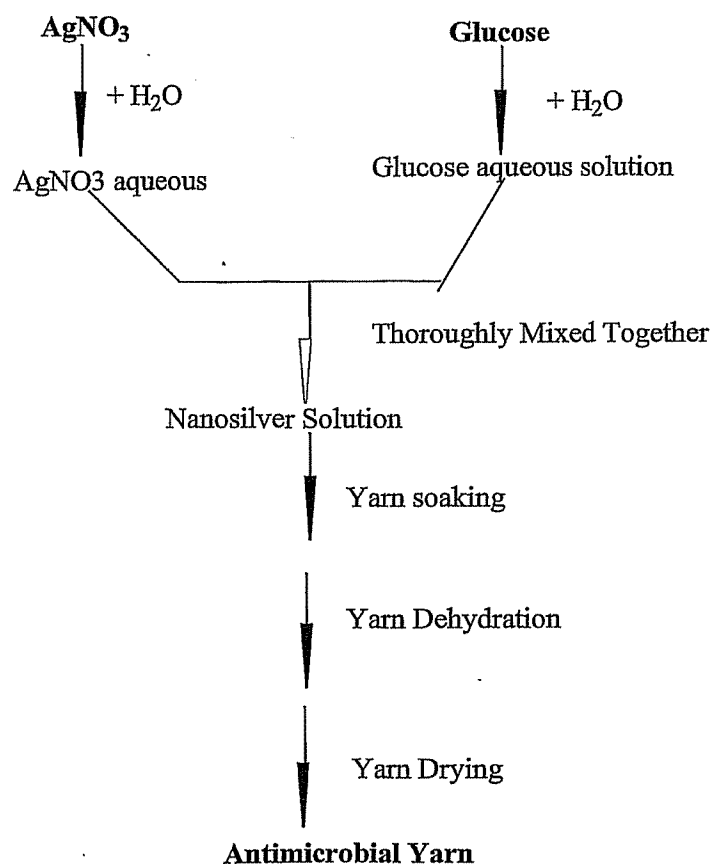 AgNO₃
Glucose
+ H₂O
+ H₂O
AgNO3 aqueous
Glucose aqueous solution
Thoroughly Mixed Together
Nanosilver Solution
Yarn soaking
Yarn Dehydration
Yarn Drying
Antimicrobial Yarn